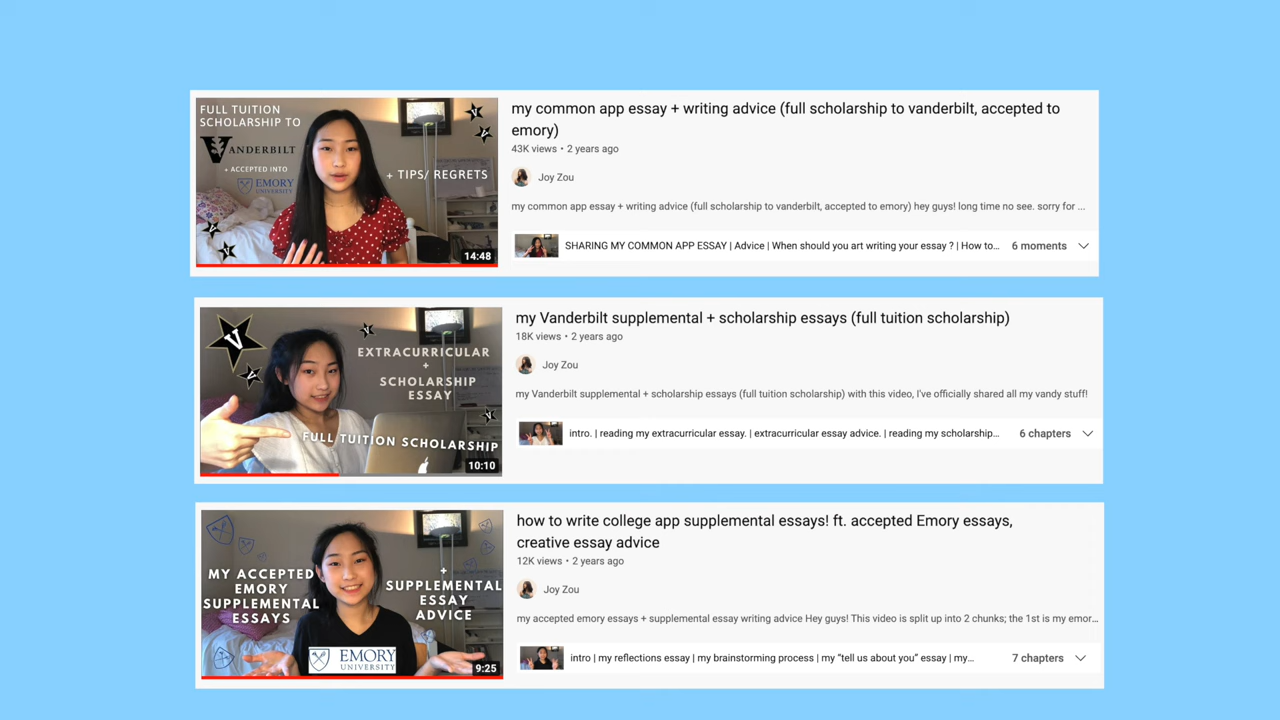 FULL TUITION
SCHOLARSHIP TO
VANDERBILT
+ ACCEPTED INTO
EMORY
UNIVERSITY
+ TIPS/ REGRETS
14:48
my common app essay + writing advice (full scholarship to vanderbilt, accepted to
emory)
43K views • 2 years ago
Joy Zou
my common app essay + writing advice (full scholarship to vanderbilt, accepted to emory) hey guys! long time no see. sorry for ...
SHARING MY COMMON APP ESSAY | Advice | When should you art writing your essay ? | How to... 6 moments
EXTRACURRICULAR
+
SCHOLARSHIP
ESSAY
FULL TUITION SCHOLARSHIP
10:10
my Vanderbilt supplemental + scholarship essays (full tuition scholarship)
18K views • 2 years ago
Joy Zou
my Vanderbilt supplemental + scholarship essays (full tuition scholarship) with this video, I've officially shared all my vandy stuff!
intro. | reading my extracurricular essay. | extracurricular essay advice. | reading my scholarship... 6 chapters
MY ACCEPTED
EMORY
SUPPLEMENTAL
ESSAYS
+
SUPPLEMENTAL
ESSAY
ADVICE
EMORY
UNIVERSITY
9:25
how to write college app supplemental essays! ft. accepted Emory essays,
creative essay advice
12K views • 2 years ago
Joy Zou
my accepted emory essays + supplemental essay writing advice Hey guys! This video is split up into 2 chunks; the 1st is my emor...
intro | my reflections essay | my brainstorming process | my “tell us about you” essay | my... 7 chapters